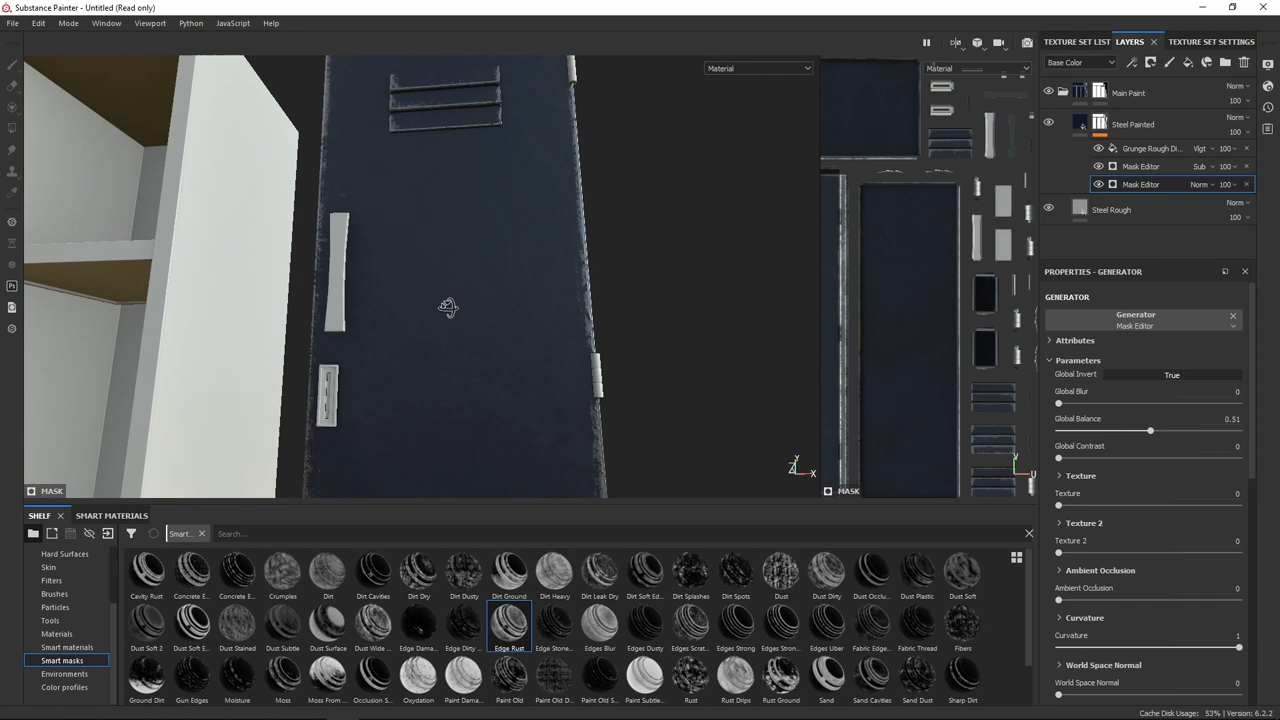 Substance Painter - Untitled (Read only)
File Edit Mode Window Viewport Python JavaScript Help
TEXTURE SET LIST LAYERS TEXTURE SET SETTINGS
Material
Material
Base Color
Main Paint Norm 100
Steel Painted Norm 100
Grunge Rough Di... Vlgt 100
Mask Editor Sub 100
Mask Editor Norm 100
Steel Rough Norm 100
PROPERTIES - GENERATOR
GENERATOR
Generator
Mask Editor
Attributes
Parameters
Global Invert True
Global Blur 0
Global Balance 0.51
Global Contrast 0
Texture
Texture 0
Texture 2
Texture 2 0
Ambient Occlusion
Ambient Occlusion 0
Curvature
Curvature 1
World Space Normal
World Space Normal 0
Y
Z X
V
U
MASK
MASK
SHELF SMART MATERIALS
Smart... Search...
Hard Surfaces
Skin
Filters
Brushes
Particles
Tools
Materials
Smart materials
Smart masks
Environments
Color profiles
Cavity Rust Concrete E... Concrete E... Crumples Dirt Dirt Cavities Dirt Dry Dirt Dusty Dirt Ground Dirt Heavy Dirt Leak Dry Dirt Soft Ed... Dirt Splashes Dirt Spots Dust Dust Dirty Dust Occlu... Dust Plastic Dust Soft
Dust Soft 2 Dust Soft E... Dust Stained Dust Subtle Dust Surface Dust Wide ... Edge Dama... Edge Dirty ... Edge Rust Edge Stone... Edges Blur Edges Dusty Edges Scrat... Edges Strong Edges Stron... Edges Uber Fabric Edge... Fabric Thread Fibers
Ground Dirt Gun Edges Moisture Moss Moss From ... Occlusion S... Oxydation Paint Dama... Paint Old Paint Old D... Paint Old S... Paint Subtle... Rust Rust Drips Rust Ground Sand Sand Cavities Sand Dust Sharp Dirt
Cache Disk Usage: 53% | Version: 6.2.2